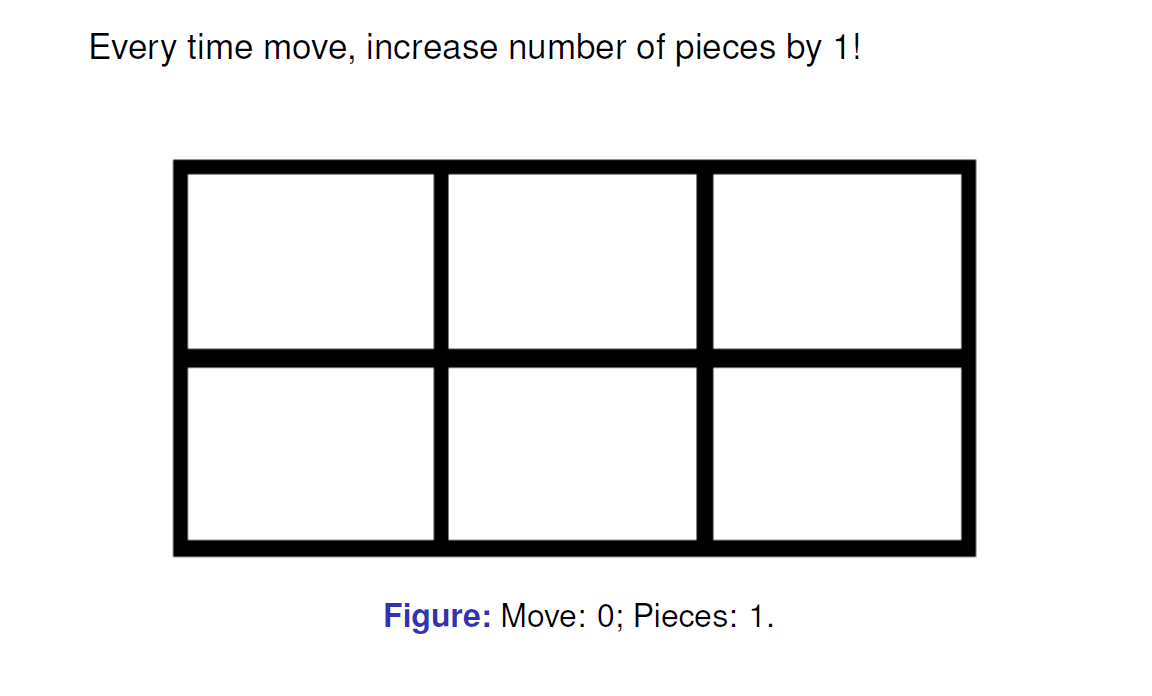 Every time move, increase number of pieces by 1!
Figure: Move: 0; Pieces: 1.